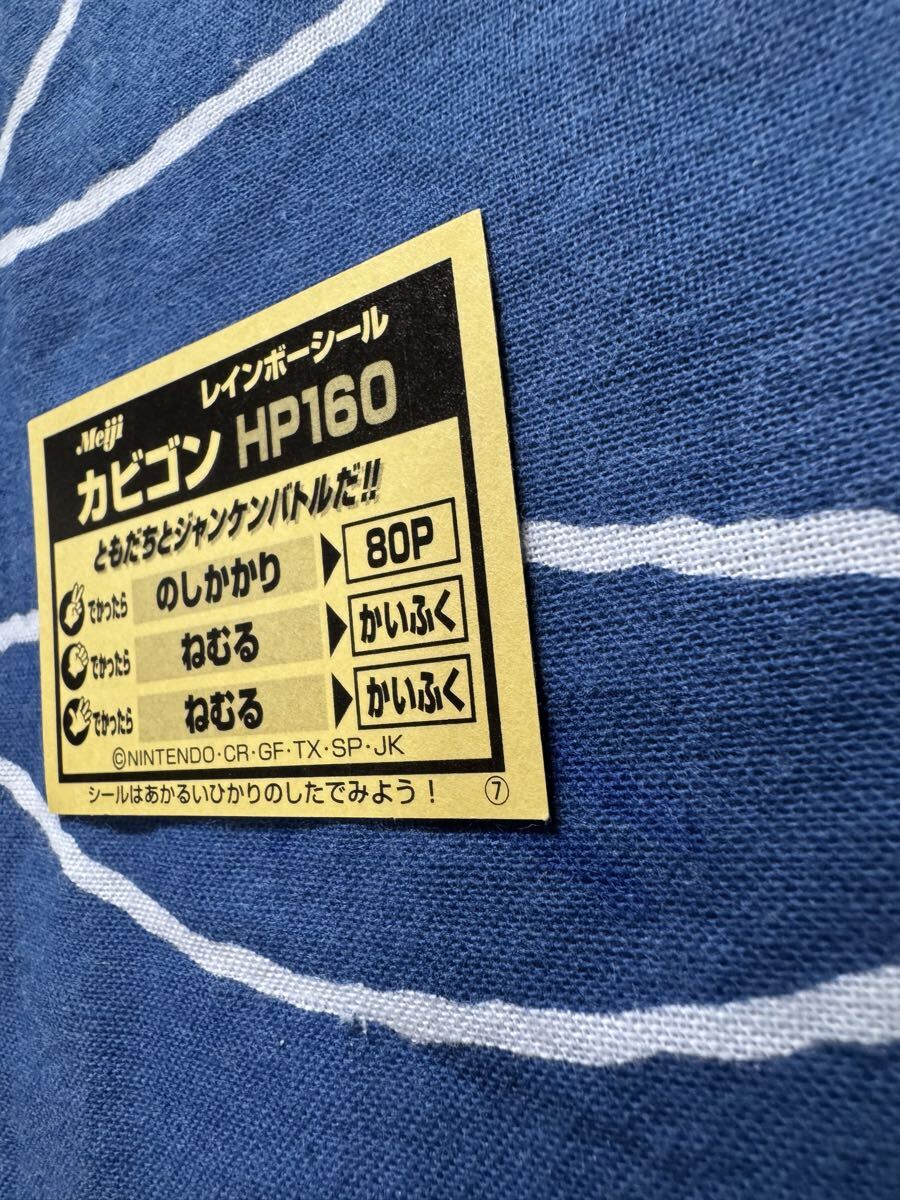 レインボーシール
Meiji
カビゴン HP160
ともだちとジャンケンバトルだ!!
でかったら のしかかり 80P
でかったら ねむる かいふく
でかったら ねむる かいふく
©NINTENDO・CR・GF・TX・SP・JK
シールはあかるいひかりのしたでみよう! ⑦